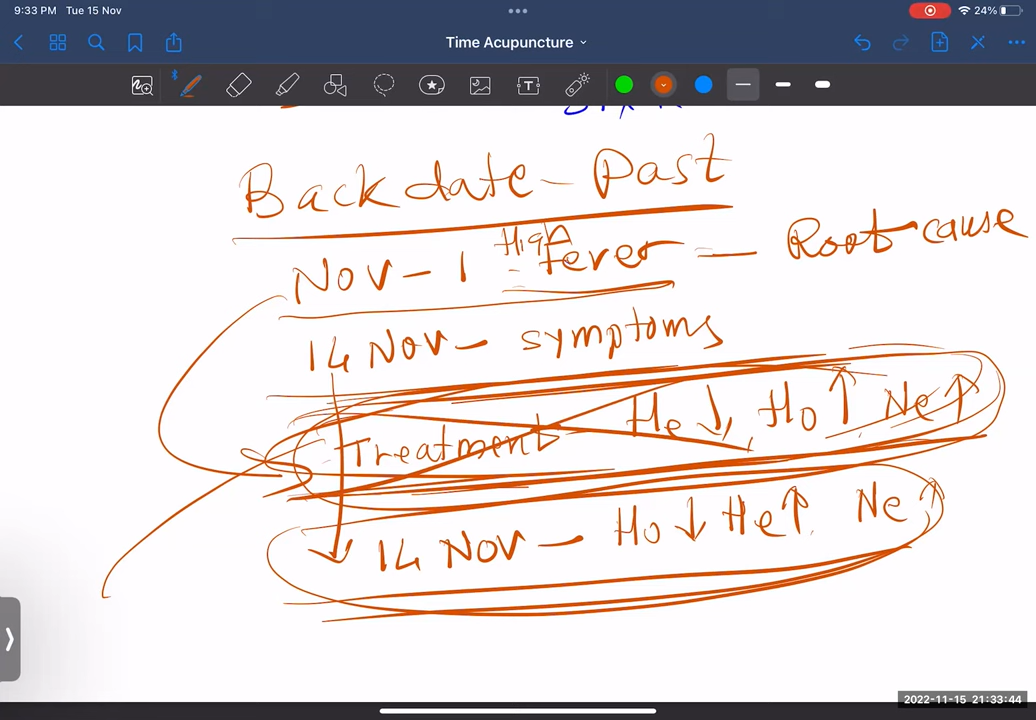 9:33 PM Tue 15 Nov 24%
Time Acupuncture
T
Backdate - Past
Nov - 1 High fever - Root cause
14 Nov - symptoms
Treatment - He ↓, Ho ↑ Ne ↑
14 Nov - Ho ↓ He ↑ Ne ↑
2022-11-15 21:33:44